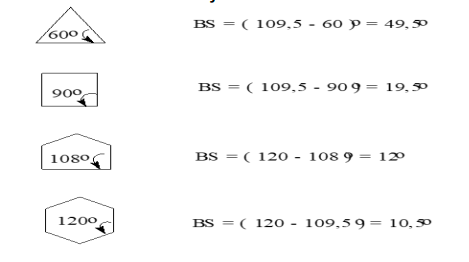 60º BS = ( 109,5 - 60 )º = 49,5º
90º BS = ( 109,5 - 90 )º = 19,5º
108º BS = ( 120 - 108 )º = 12º
120º BS = ( 120 - 109,5 )º = 10,5º